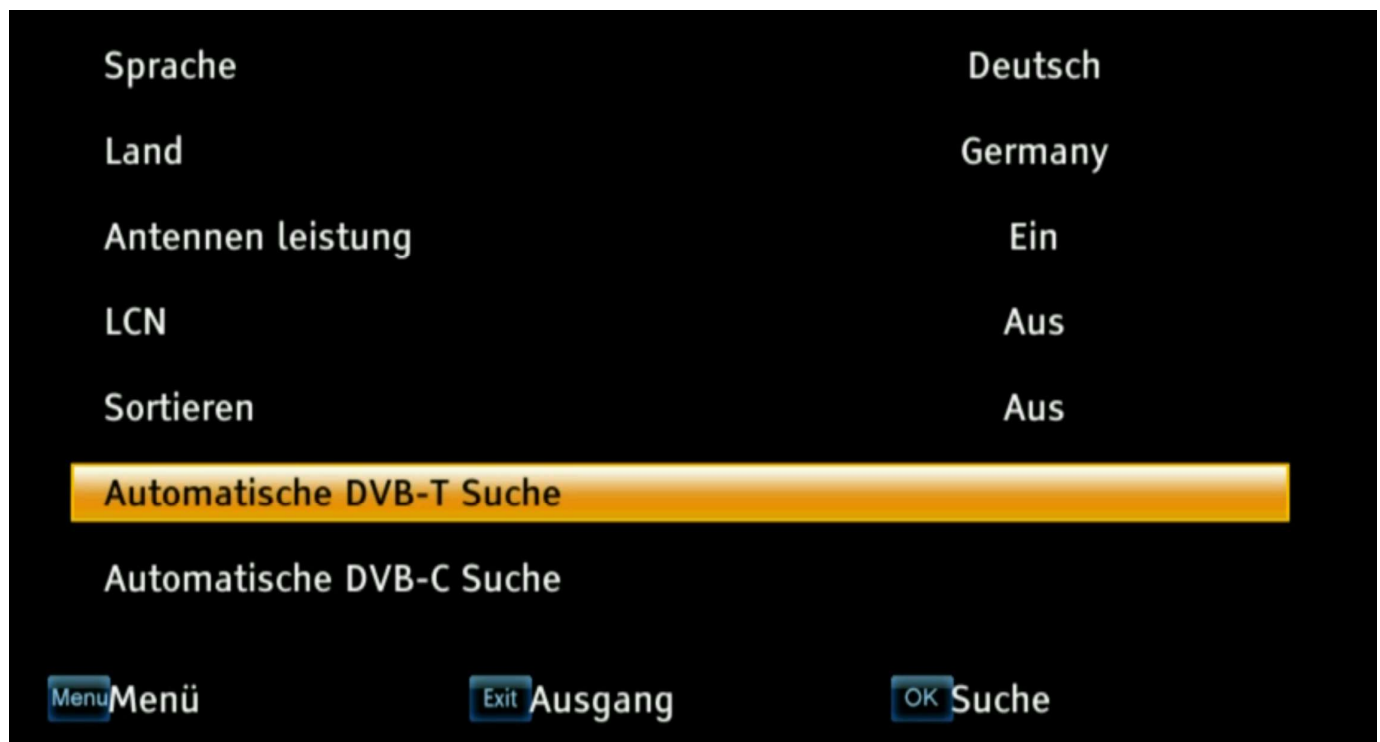 Sprache Deutsch
Land Germany
Antennen leistung Ein
LCN Aus
Sortieren Aus
Automatische DVB-T Suche
Automatische DVB-C Suche
Menu Menü Exit Ausgang OK Suche